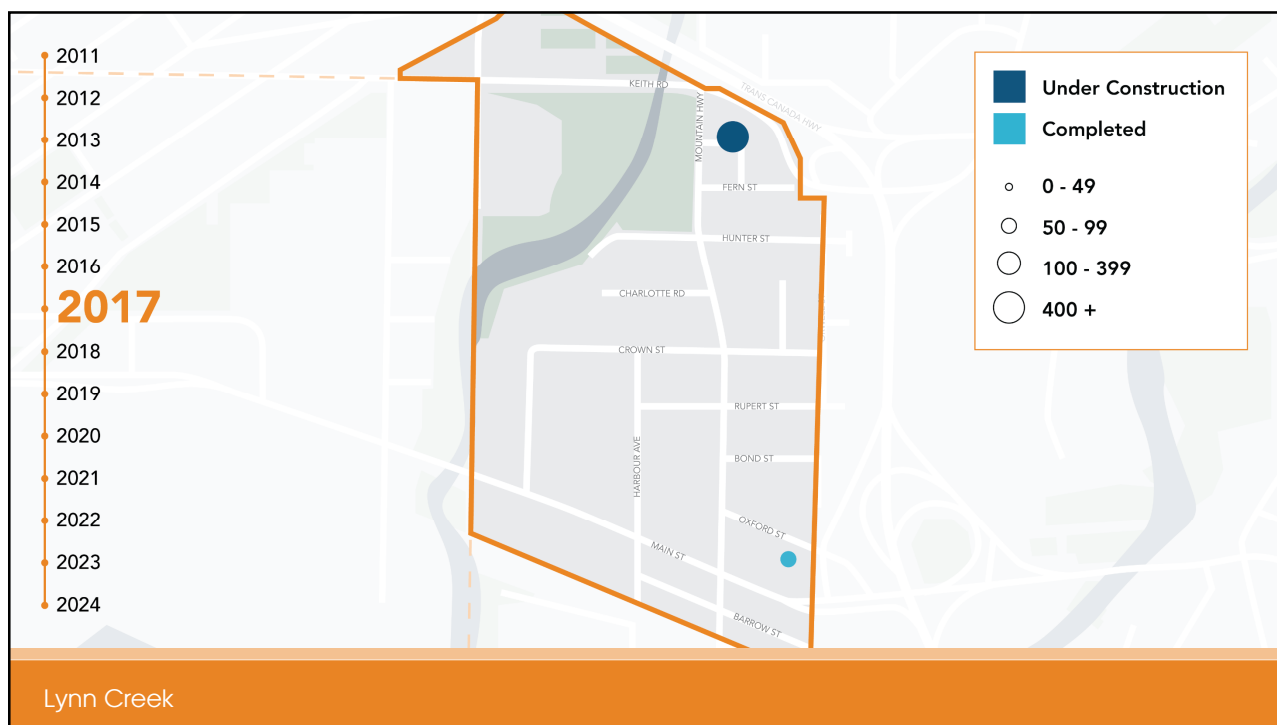 2011
2012
2013
2014
2015
2016
2017
2018
2019
2020
2021
2022
2023
2024
KEITH RD
TRANS CANADA HWY
MOUNTAIN HWY
FERN ST
HUNTER ST
CHARLOTTE RD
CROWN ST
RUPERT ST
HARBOUR AVE
BOND ST
OXFORD ST
MAIN ST
BARROW ST
Under Construction
Completed
0 - 49
50 - 99
100 - 399
400 +
Lynn Creek